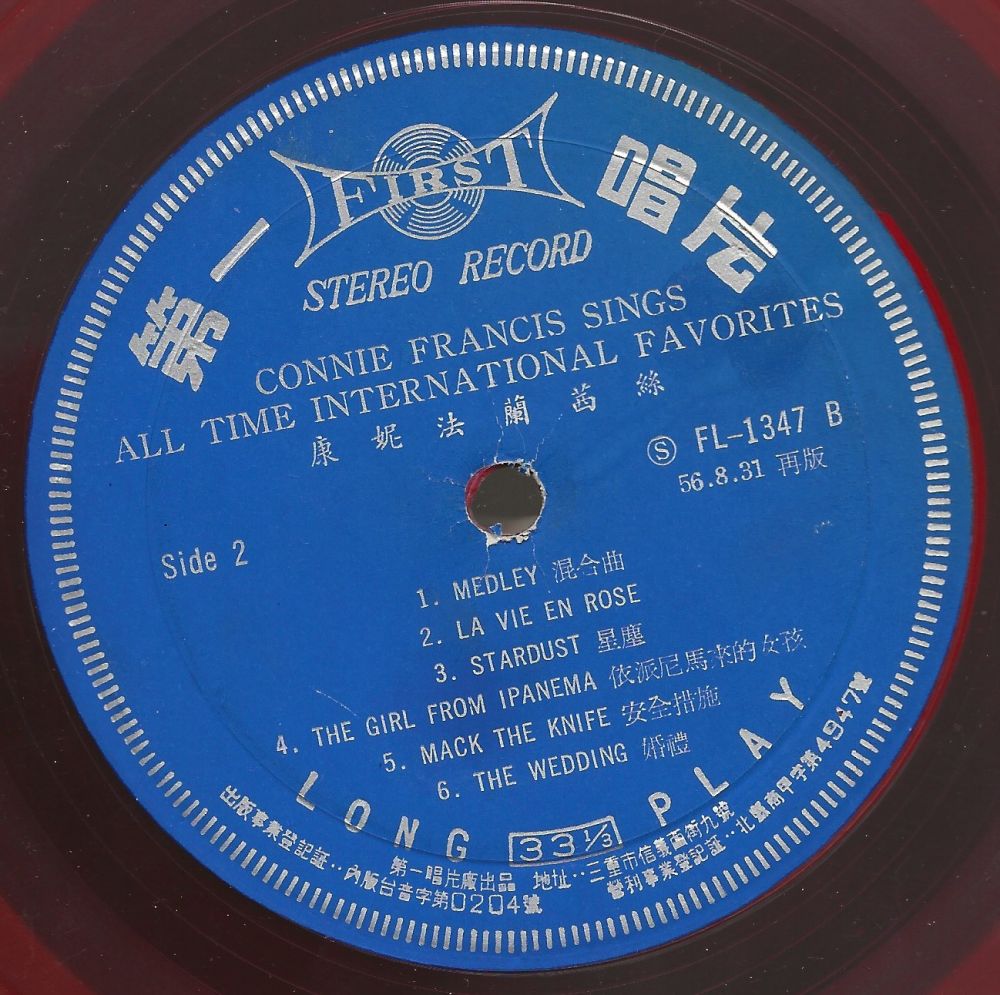 第一唱片
FIRST
STEREO RECORD
CONNIE FRANCIS SINGS
ALL TIME INTERNATIONAL FAVORITES
康妮法蘭茜絲
Ⓢ FL-1347 B
56.8.31 再版
Side 2
1. MEDLEY 混合曲
2. LA VIE EN ROSE
3. STARDUST 星塵
4. THE GIRL FROM IPANEMA 依派尼馬來的女孩
5. MACK THE KNIFE 安全措施
6. THE WEDDING 婚禮
LONG 33 1/3 PLAY
出版事業登記証‥內版台音字第0204號
第一唱片廠出品 地址‥三重市信義西街九號
營利事業登記証‥北縣商甲字第4947號